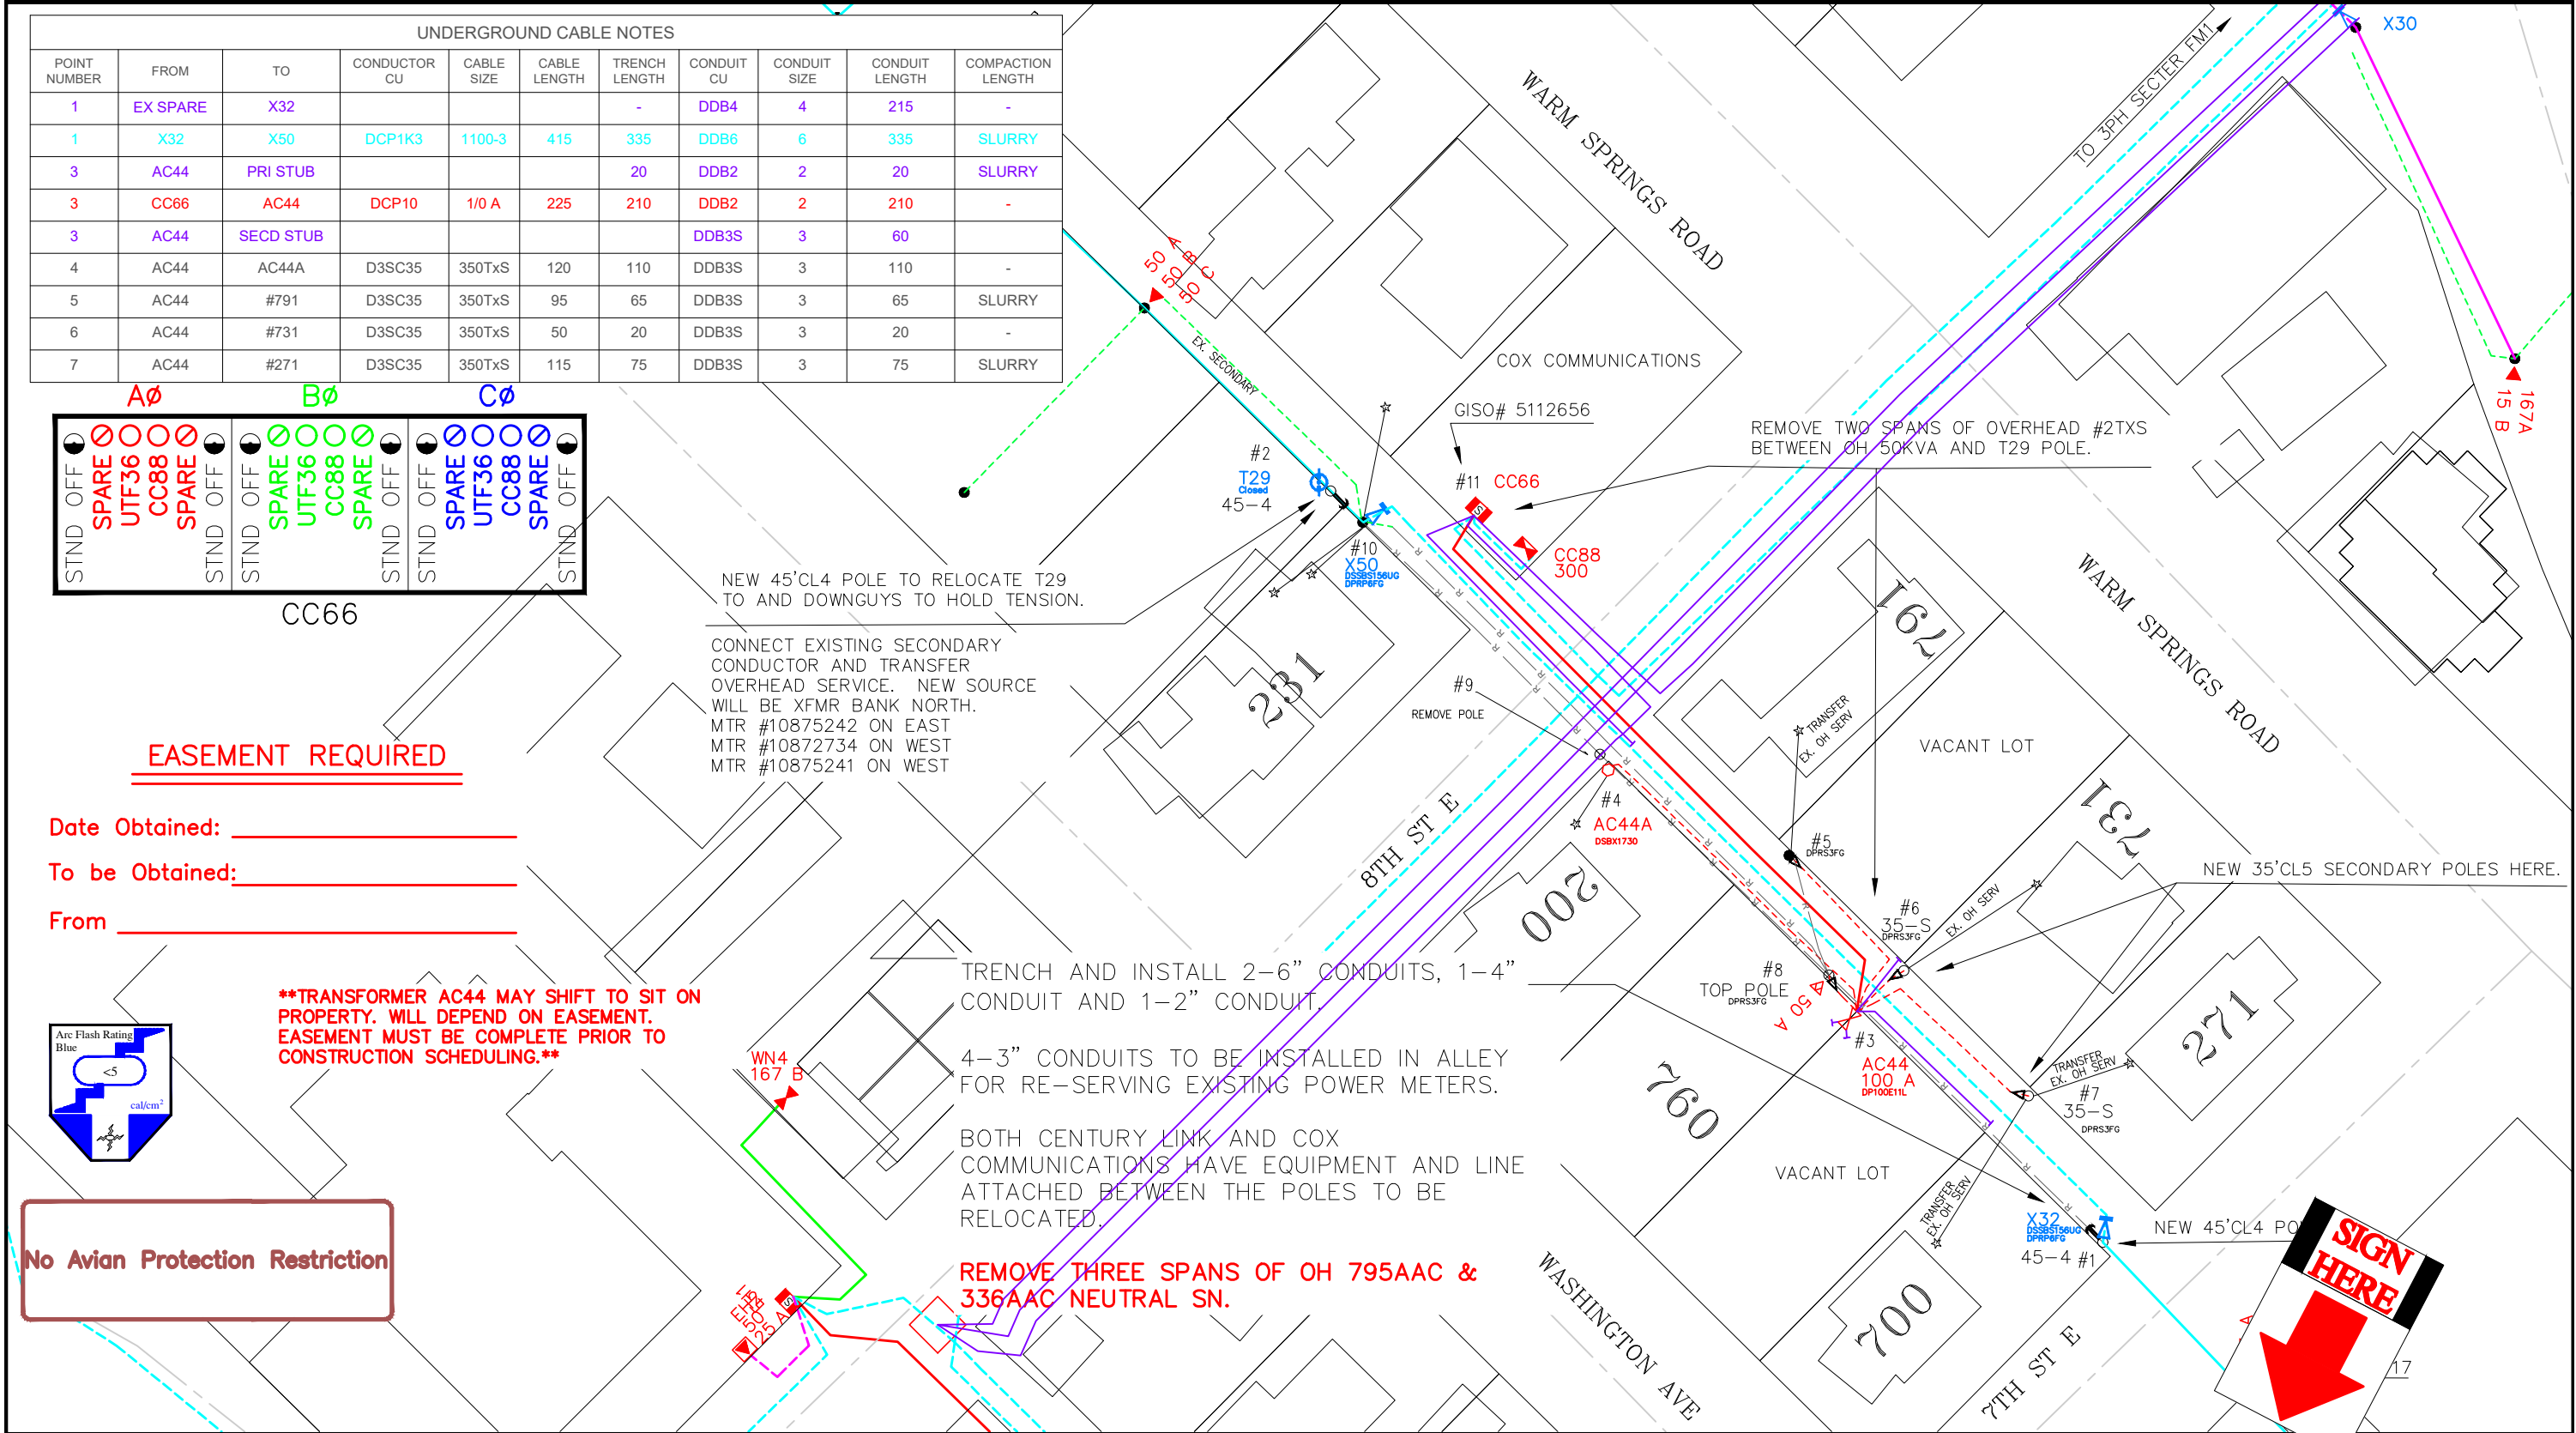 UNDERGROUND CABLE NOTES
POINT NUMBER FROM TO CONDUCTOR CU CABLE SIZE CABLE LENGTH TRENCH LENGTH CONDUIT CU CONDUIT SIZE CONDUIT LENGTH COMPACTION LENGTH
1 EX SPARE X32 - DDB4 4 215 -
1 X32 X50 DCP1K3 1100-3 415 335 DDB6 6 335 SLURRY
3 AC44 PRI STUB 20 DDB2 2 20 SLURRY
3 CC66 AC44 DCP10 1/0 A 225 210 DDB2 2 210 -
3 AC44 SECD STUB DDB3S 3 60
4 AC44 AC44A D3SC35 350TxS 120 110 DDB3S 3 110 -
5 AC44 #791 D3SC35 350TxS 95 65 DDB3S 3 65 SLURRY
6 AC44 #731 D3SC35 350TxS 50 20 DDB3S 3 20 -
7 AC44 #271 D3SC35 350TxS 115 75 DDB3S 3 75 SLURRY
AØ BØ CØ
STND OFF SPARE UTF36 CC88 SPARE STND OFF
STND OFF SPARE UTF36 CC88 SPARE STND OFF
STND OFF SPARE UTF36 CC88 SPARE STND OFF
CC66
EASEMENT REQUIRED
Date Obtained:
To be Obtained:
From
**TRANSFORMER AC44 MAY SHIFT TO SIT ON
PROPERTY. WILL DEPEND ON EASEMENT.
EASEMENT MUST BE COMPLETE PRIOR TO
CONSTRUCTION SCHEDULING.**
Arc Flash Rating
Blue
<5
cal/cm²
No Avian Protection Restriction
NEW 45'CL4 POLE TO RELOCATE T29
TO AND DOWNGUYS TO HOLD TENSION.
CONNECT EXISTING SECONDARY
CONDUCTOR AND TRANSFER
OVERHEAD SERVICE. NEW SOURCE
WILL BE XFMR BANK NORTH.
MTR #10875242 ON EAST
MTR #10872734 ON WEST
MTR #10875241 ON WEST
TRENCH AND INSTALL 2-6" CONDUITS, 1-4"
CONDUIT AND 1-2" CONDUIT.
4-3" CONDUITS TO BE INSTALLED IN ALLEY
FOR RE-SERVING EXISTING POWER METERS.
BOTH CENTURY LINK AND COX
COMMUNICATIONS HAVE EQUIPMENT AND LINE
ATTACHED BETWEEN THE POLES TO BE
RELOCATED.
REMOVE THREE SPANS OF OH 795AAC &
336AAC NEUTRAL SN.
WN4
167 B
25 A
S
50 A
50 B
50 C
EX. SECONDARY
#2
T29
Closed
45-4
#10
X50
DSSBS156UG
DPRP6FG
COX COMMUNICATIONS
GISO# 5112656
#11 CC66
S
CC88
300
REMOVE TWO SPANS OF OVERHEAD #2TXS
BETWEEN OH 50KVA AND T29 POLE.
WARM SPRINGS ROAD
TO 3PH SECTER FM1
X30
167A
15 B
WARM SPRINGS ROAD
231
#9
REMOVE POLE
8TH ST E
#4
AC44A
DSBX1730
200
791
TRANSFER
EX. OH SERV
VACANT LOT
#5
DPRS3FG
731
#6
35-S
DPRS3FG
EX. OH SERV
NEW 35'CL5 SECONDARY POLES HERE.
#8
TOP POLE
DPRS3FG
50 A
#3
AC44
100 A
DP100E11L
271
TRANSFER
EX. OH SERV
#7
35-S
DPRS3FG
760
VACANT LOT
TRANSFER
EX. OH SERV
700
X32
DSSBS156UG
DPRP6FG
45-4 #1
NEW 45'CL4 PO
WASHINGTON AVE
7TH ST E
SIGN
HERE
17